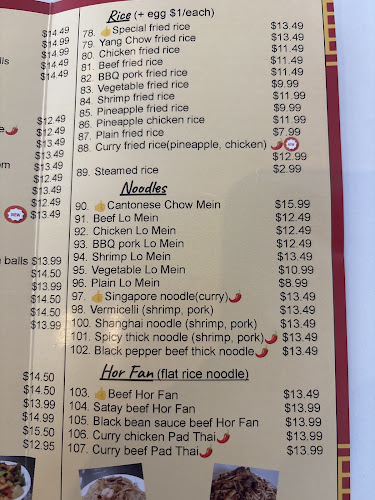 $14.49
$14.99
lls $14.49
$14.49
$12.49
e $12.49
$13.49
$12.49
om $12.49
$13.49
$12.49
$13.49
NEW $13.49
n balls $13.99
$14.50
$13.99
$14.50
$14.50
$13.99
$14.50
$14.50
$13.99
$14.99
$15.50
$12.95
Rice (+ egg $1/each)
78. 👍Special fried rice $13.49
79. Yang Chow fried rice $13.49
80. Chicken fried rice $11.49
81. Beef fried rice $11.49
82. BBQ pork fried rice $11.49
83. Vegetable fried rice $9.99
84. Shrimp fried rice $11.99
85. Pineapple fried rice $9.99
86. Pineapple chicken fried rice $11.99
87. Plain fried rice $7.99
88. Curry fried rice(pineapple, chicken) 🌶 NEW
$12.99
89. Steamed rice $2.99
Noodles
90. 👍Cantonese Chow Mein $15.99
91. Beef Lo Mein $12.49
92. Chicken Lo Mein $12.49
93. BBQ pork Lo Mein $12.49
94. Shrimp Lo Mein $13.49
95. Vegetable Lo Mein $10.99
96. Plain Lo Mein $8.99
97. 👍Singapore noodle(curry)🌶 $13.49
98. Vermicelli (shrimp, pork) $13.49
100. Shanghai noodle (shrimp, pork) $13.49
101. Spicy thick noodle (shrimp, pork)🌶 $13.49
102. Black pepper beef thick noodle🌶 $13.49
Hor Fan (flat rice noodle)
103. 👍Beef Hor Fan $13.49
104. Satay beef Hor Fan $13.99
105. Black bean sauce beef Hor Fan $13.99
106. Curry chicken Pad Thai🌶 $13.99
107. Curry beef Pad Thai🌶 $13.99